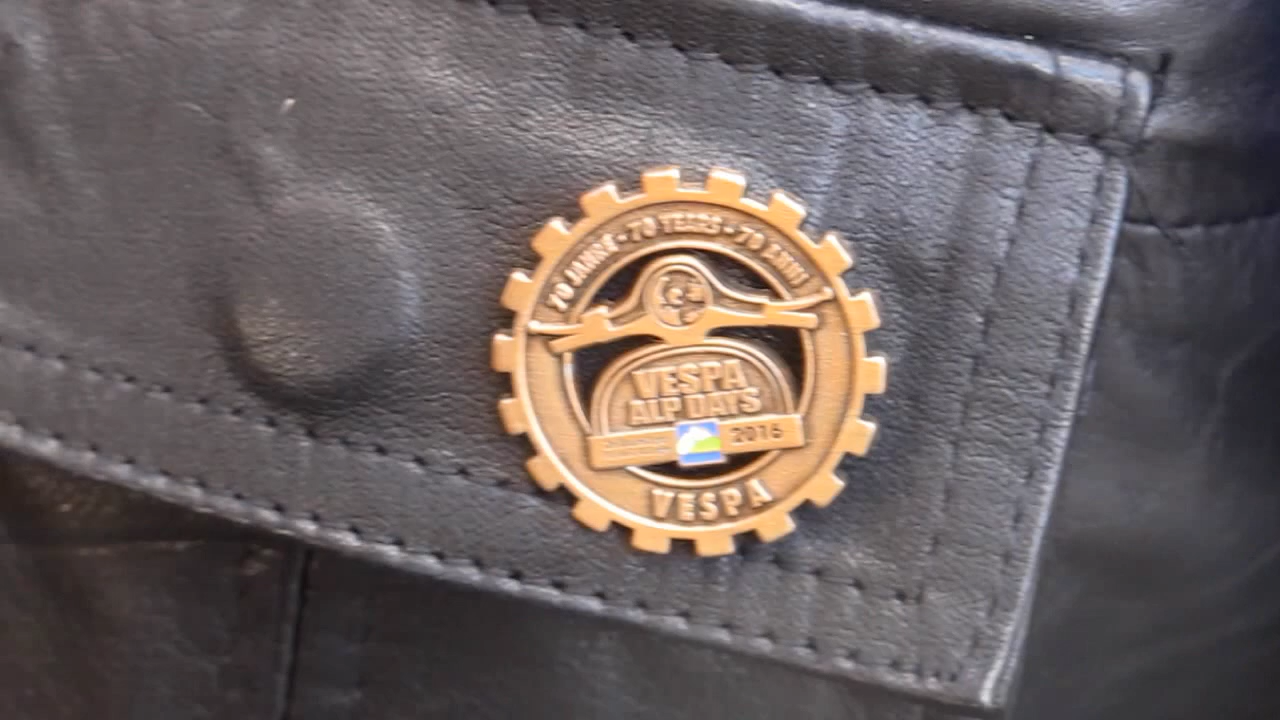 70 JAHRE - 70 YEARS - 70 ANNI
VESPA
ALP DAYS
2016
VESPA